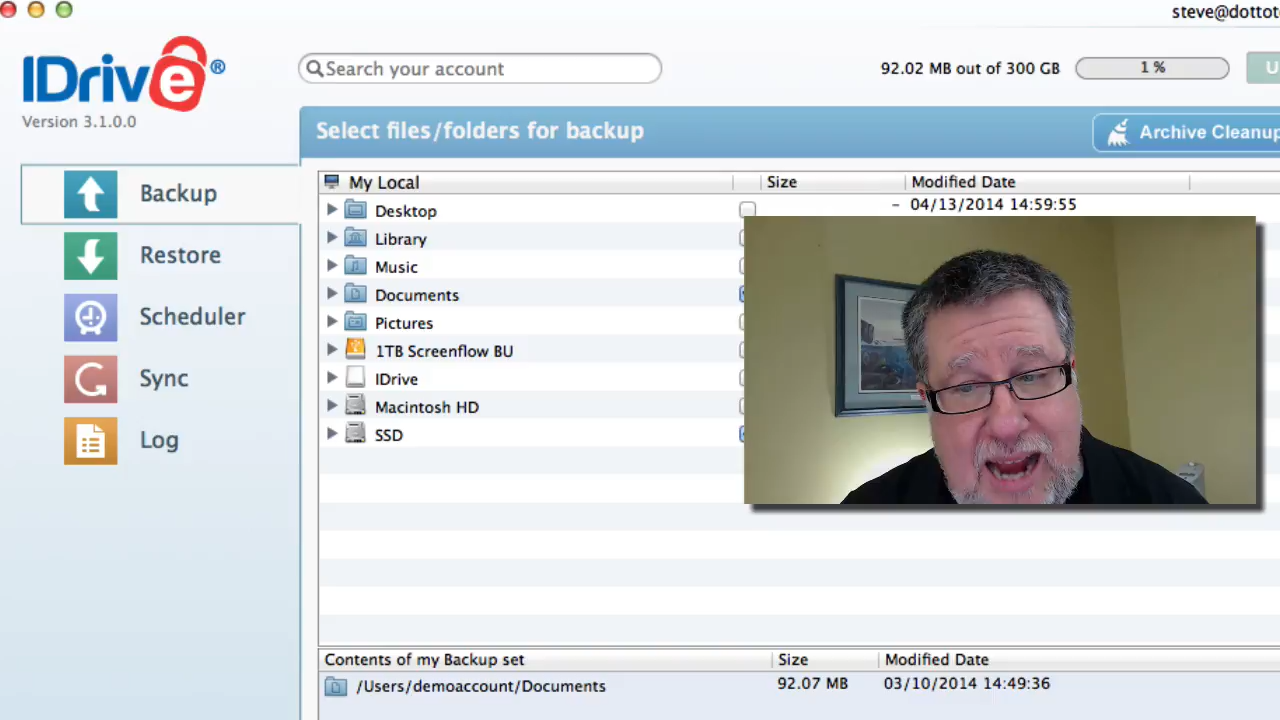 steve@dottot
IDrive®
Version 3.1.0.0
Search your account
92.02 MB out of 300 GB
1 %
U
Select files/folders for backup
Archive Cleanup
Backup
Restore
Scheduler
Sync
Log
My Local Size Modified Date
Desktop – 04/13/2014 14:59:55
Library
Music
Documents
Pictures
1TB Screenflow BU
IDrive
Macintosh HD
SSD
Contents of my Backup set Size Modified Date
/Users/demoaccount/Documents 92.07 MB 03/10/2014 14:49:36